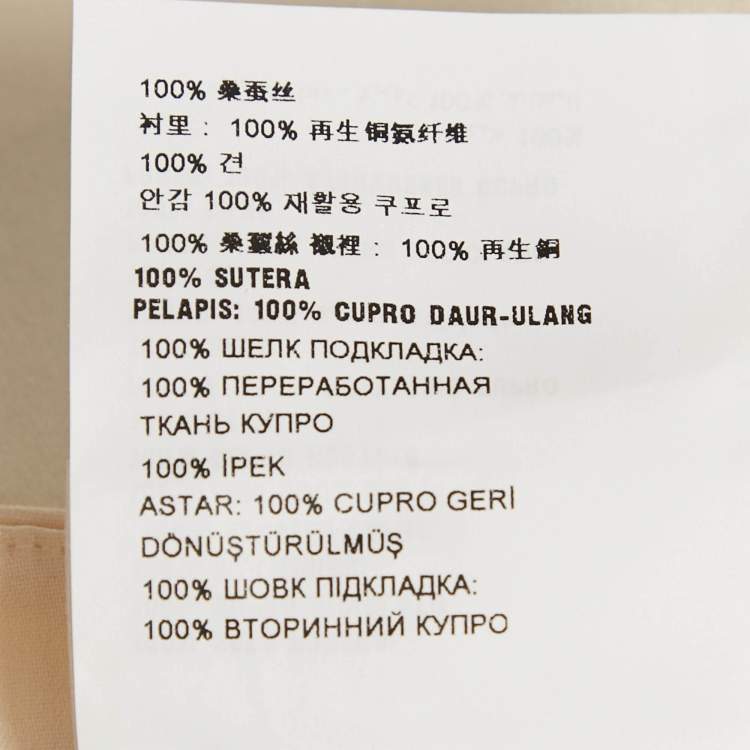 100% 桑蚕丝
衬里： 100% 再生铜氨纤维
100% 견
안감 100% 재활용 쿠프로
100% 桑蠶絲 襯裡： 100% 再生銅
100% SUTERA
PELAPIS: 100% CUPRO DAUR-ULANG
100% ШЕЛК ПОДКЛАДКА:
100% ПЕРЕРАБОТАННАЯ
ТКАНЬ КУПРО
100% İPEK
ASTAR: 100% CUPRO GERİ
DÖNÜŞTÜRÜLMÜŞ
100% ШОВК ПІДКЛАДКА:
100% ВТОРИННИЙ КУПРО